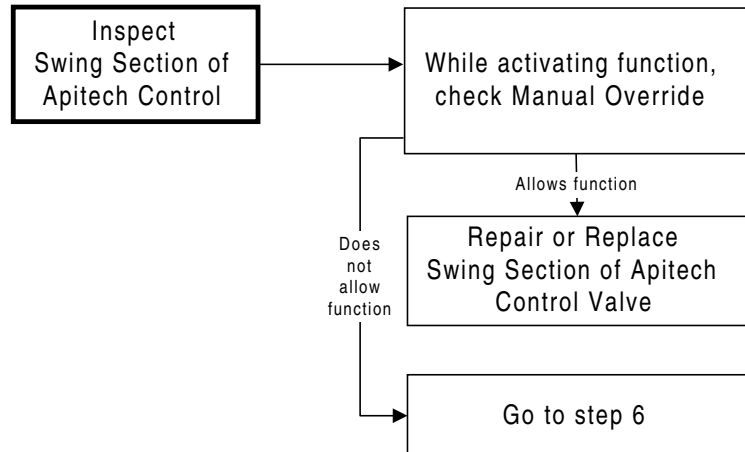 Inspect
Swing Section of
Apitech Control
While activating function,
check Manual Override
Allows function
Repair or Replace
Swing Section of Apitech
Control Valve
Does
not
allow
function
Go to step 6